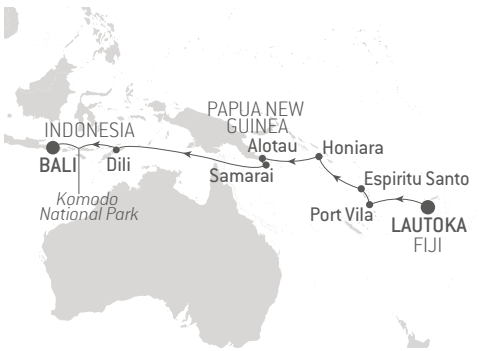 PAPUA NEW
GUINEA
INDONESIA
Alotau
Honiara
BALI
Dili
Samarai
Espiritu Santo
Komodo
National Park
Port Vila
LAUTOKA
FIJI